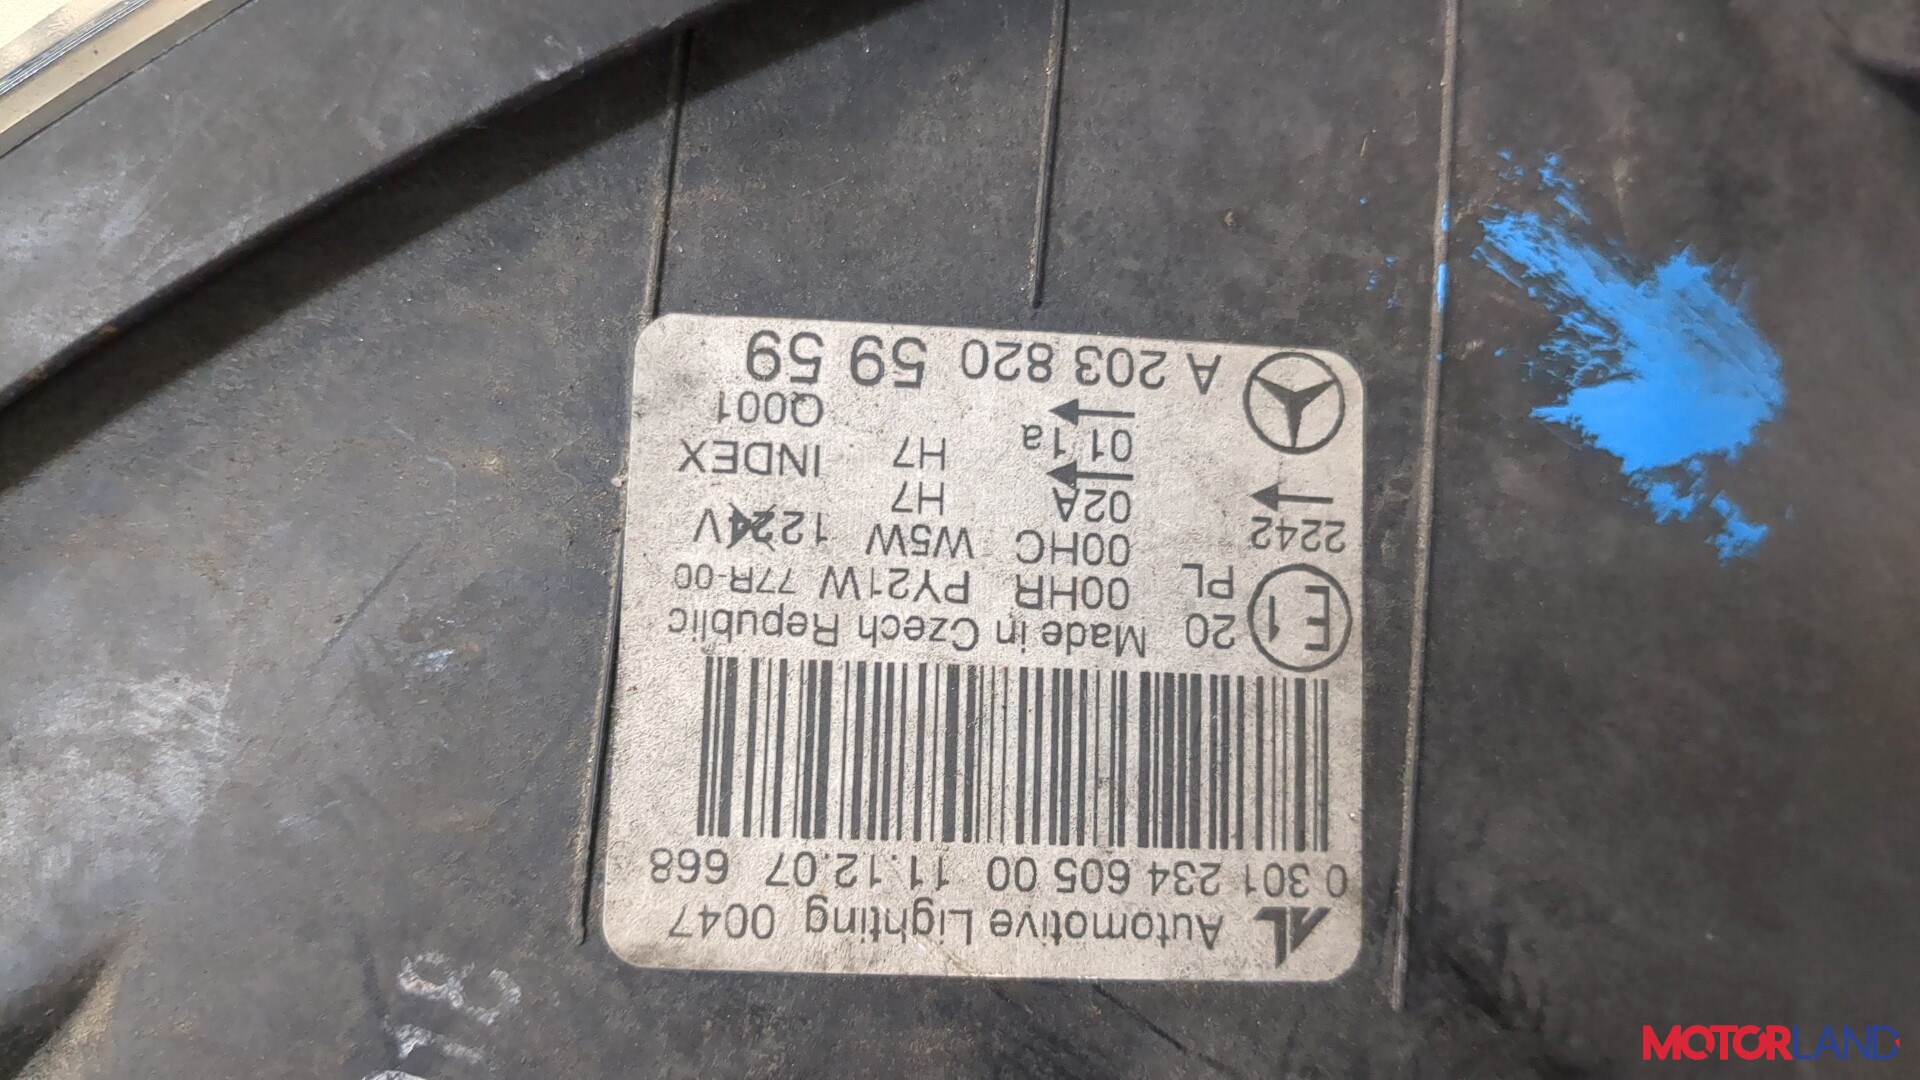 Automotive Lighting 0047
0 301 234 605 00 11.12.07 668
E1 20 Made in Czech Republic
PL 00HR PY21W 77R-00
2242 00HC W5W 1224V
02A H7
INDEX
01 1a H7
Q001
A 203 820 59 59
MOTORLAND